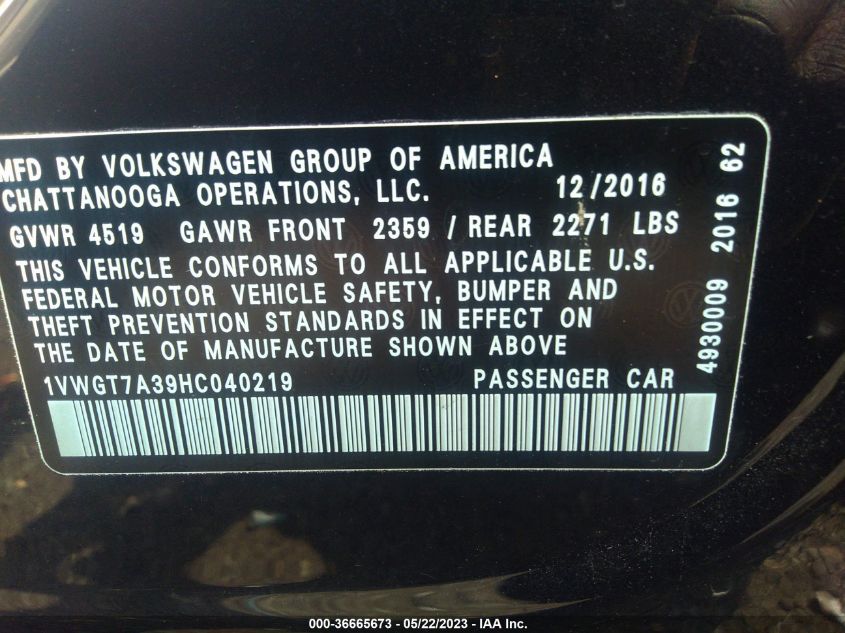 MFD BY VOLKSWAGEN GROUP OF AMERICA
CHATTANOOGA OPERATIONS, LLC. 12/2016
GVWR 4519 GAWR FRONT 2359 / REAR 2271 LBS
THIS VEHICLE CONFORMS TO ALL APPLICABLE U.S.
FEDERAL MOTOR VEHICLE SAFETY, BUMPER AND
THEFT PREVENTION STANDARDS IN EFFECT ON
THE DATE OF MANUFACTURE SHOWN ABOVE
1VWGT7A39HC040219 PASSENGER CAR
4930009 2016 62
000-36665673 - 05/22/2023 - IAA Inc.